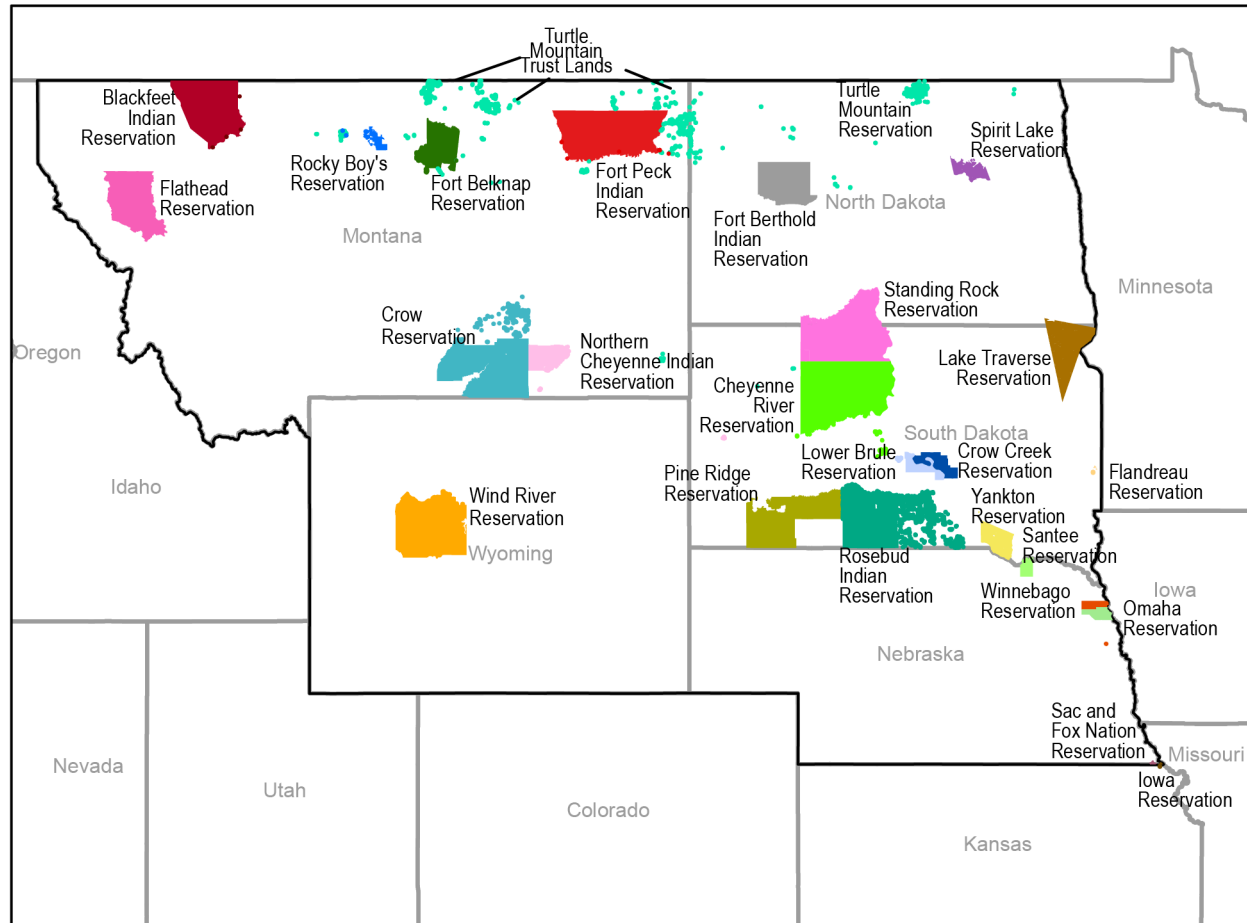 Turtle
Mountain
Trust Lands
Blackfeet
Indian
Reservation
Turtle
Mountain
Reservation
Spirit Lake
Reservation
Rocky Boy's
Reservation
Fort Belknap
Reservation
Fort Peck
Indian
Reservation
Flathead
Reservation
North Dakota
Fort Berthold
Indian
Reservation
Montana
Minnesota
Standing Rock
Reservation
Crow
Reservation
Northern
Cheyenne Indian
Reservation
Oregon
Lake Traverse
Reservation
Cheyenne
River
Reservation
South Dakota
Lower Brule
Reservation
Crow Creek
Reservation
Pine Ridge
Reservation
Flandreau
Reservation
Idaho
Wind River
Reservation
Wyoming
Yankton
Reservation
Santee
Reservation
Rosebud
Indian
Reservation
Winnebago
Reservation
Iowa
Omaha
Reservation
Nebraska
Sac and
Fox Nation
Reservation
Missouri
Iowa
Reservation
Nevada
Utah
Colorado
Kansas